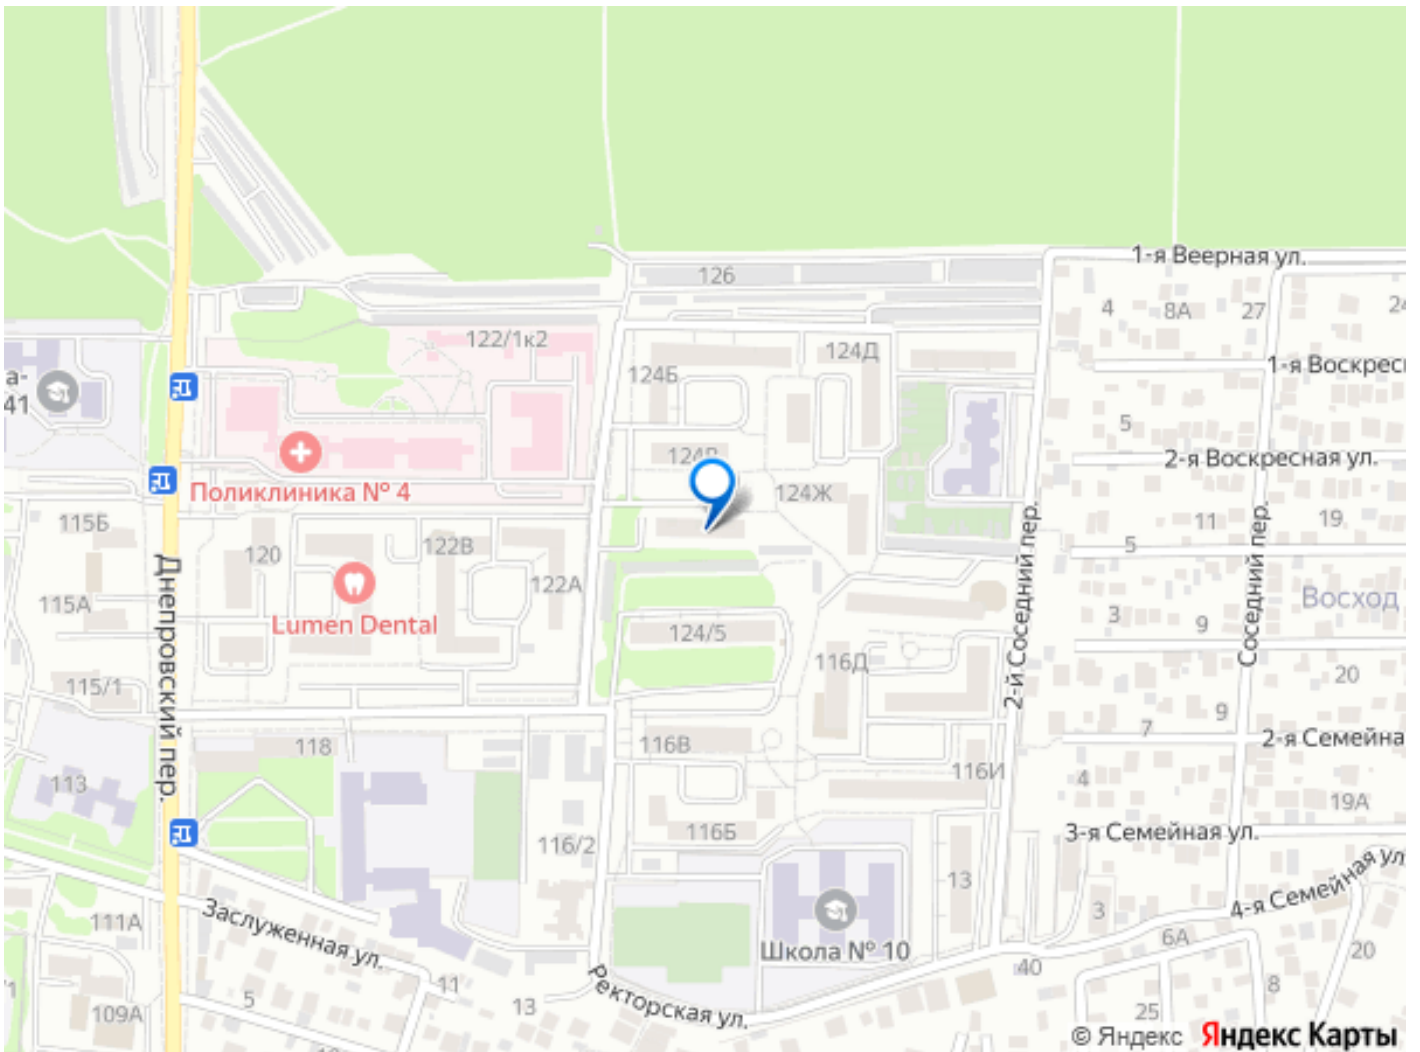 1-я Веерная ул.
126
4
8А
27
24
122/1к2
124Б
124Д
1-я Воскресн
а-
41
5
124В
2-я Воскресная ул.
Поликлиника № 4
124Ж
115Б
11
19
120
122В
5
Днепровский пер.
2-й Соседний пер.
Соседний пер.
115А
122А
Восход
Lumen Dental
124/5
3
9
116Д
115/1
20
9
118
116В
7
2-я Семейна
113
116И
4
19А
116Б
3-я Семейная ул.
116/2
13
4-я Семейная ул
111А
Заслуженная ул.
3
Школа № 10
6А
20
11
40
Ректорская ул.
5
13
8
109А
25
© Яндекс
Яндекс Карты